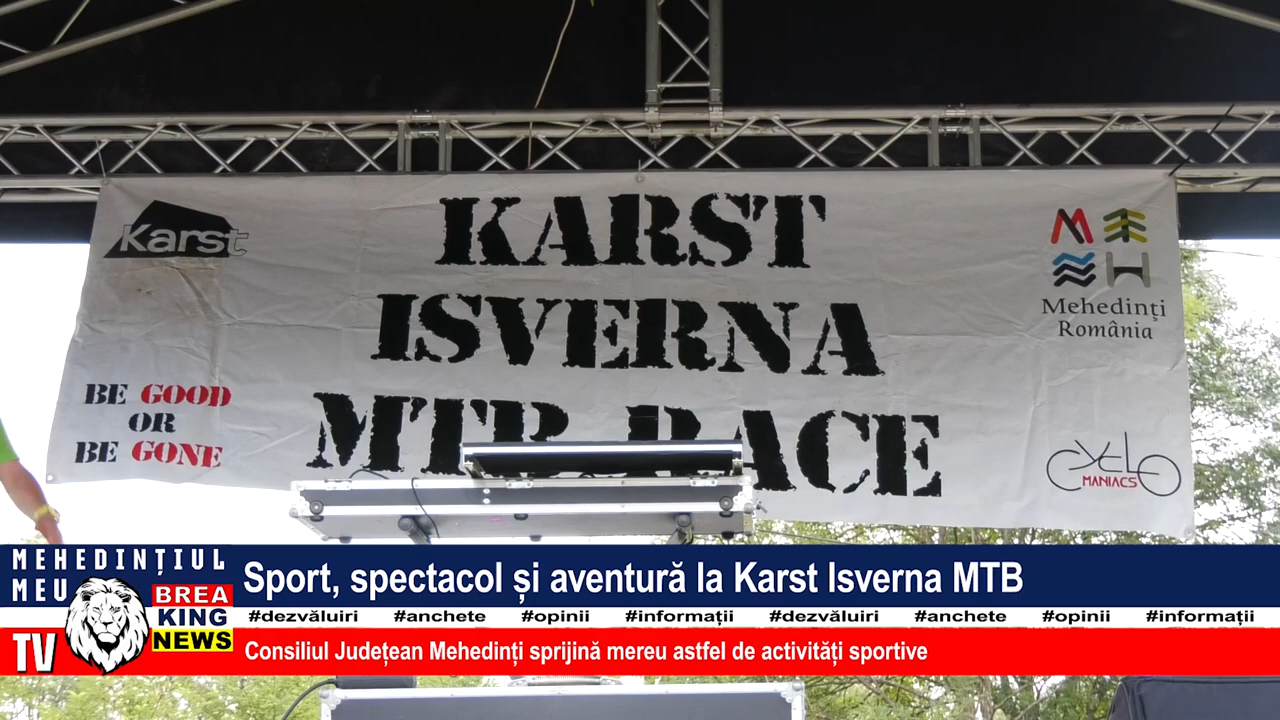 KARST
Karst
ISVERNA
MTB RACE
BE GOOD
OR
BE GONE
M
H
Mehedinți
România
CYCLO
MANIACS
MEHEDINȚIUL
MEU
TV
BREA
KING
NEWS
Sport, spectacol și aventură la Karst Isverna MTB
#dezvăluiri #anchete #opinii #informații #dezvăluiri #anchete #opinii #informații
Consiliul Județean Mehedinți sprijină mereu astfel de activități sportive